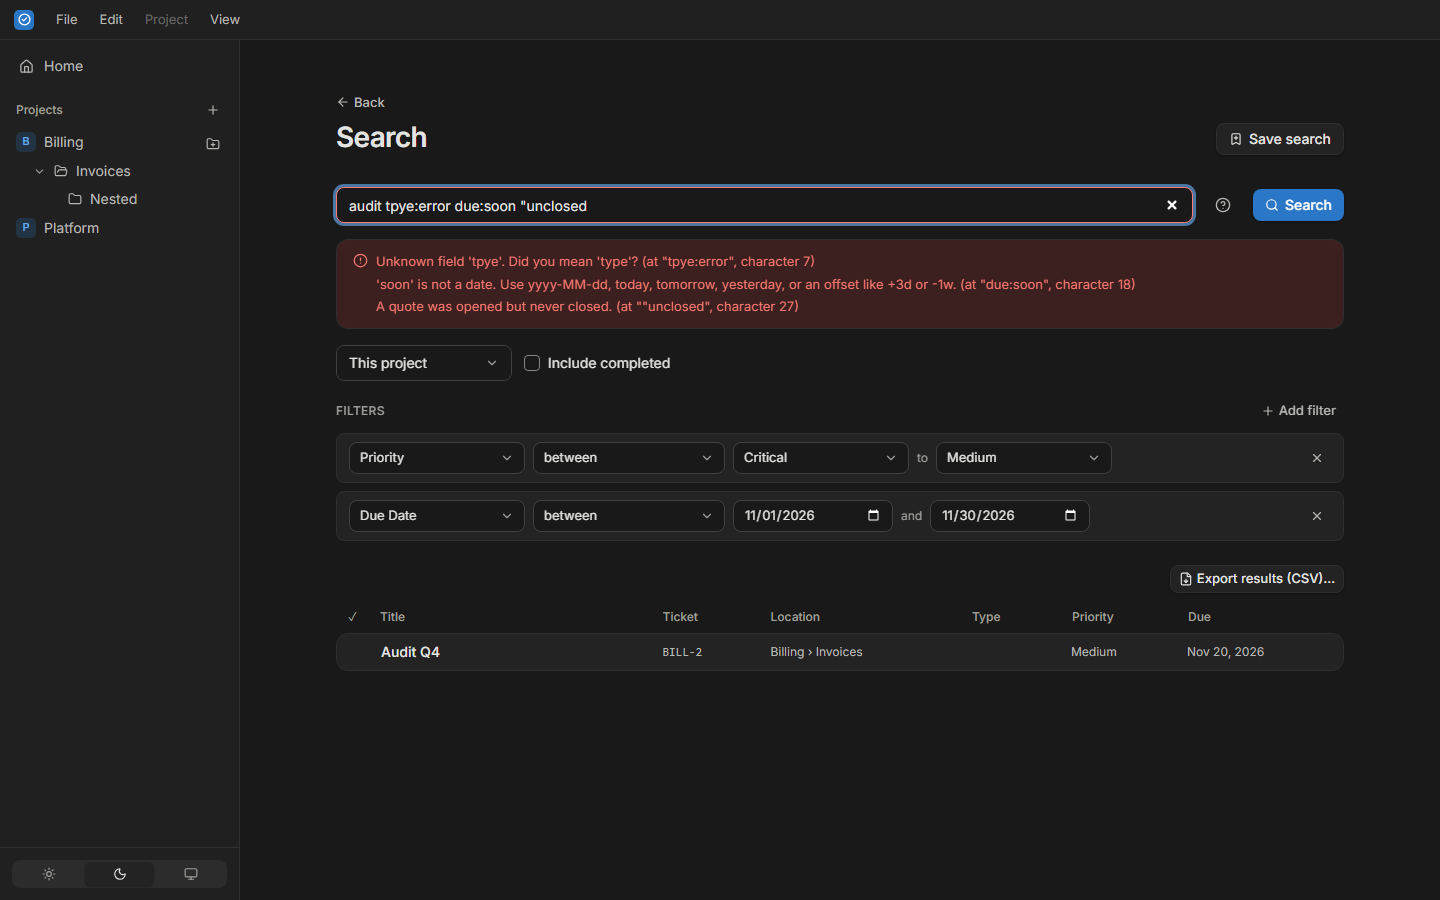 File Edit Project View
Home
Projects
B Billing
Invoices
Nested
P Platform
Back
Search
Save search
audit tpye:error due:soon "unclosed
Search
Unknown field 'tpye'. Did you mean 'type'? (at "tpye:error", character 7)
'soon' is not a date. Use yyyy-MM-dd, today, tomorrow, yesterday, or an offset like +3d or -1w. (at "due:soon", character 18)
A quote was opened but never closed. (at ""unclosed", character 27)
This project
Include completed
FILTERS
Add filter
Priority between Critical to Medium
Due Date between 11/01/2026 and 11/30/2026
Export results (CSV)...
✓ Title Ticket Location Type Priority Due
Audit Q4 BILL-2 Billing › Invoices Medium Nov 20, 2026